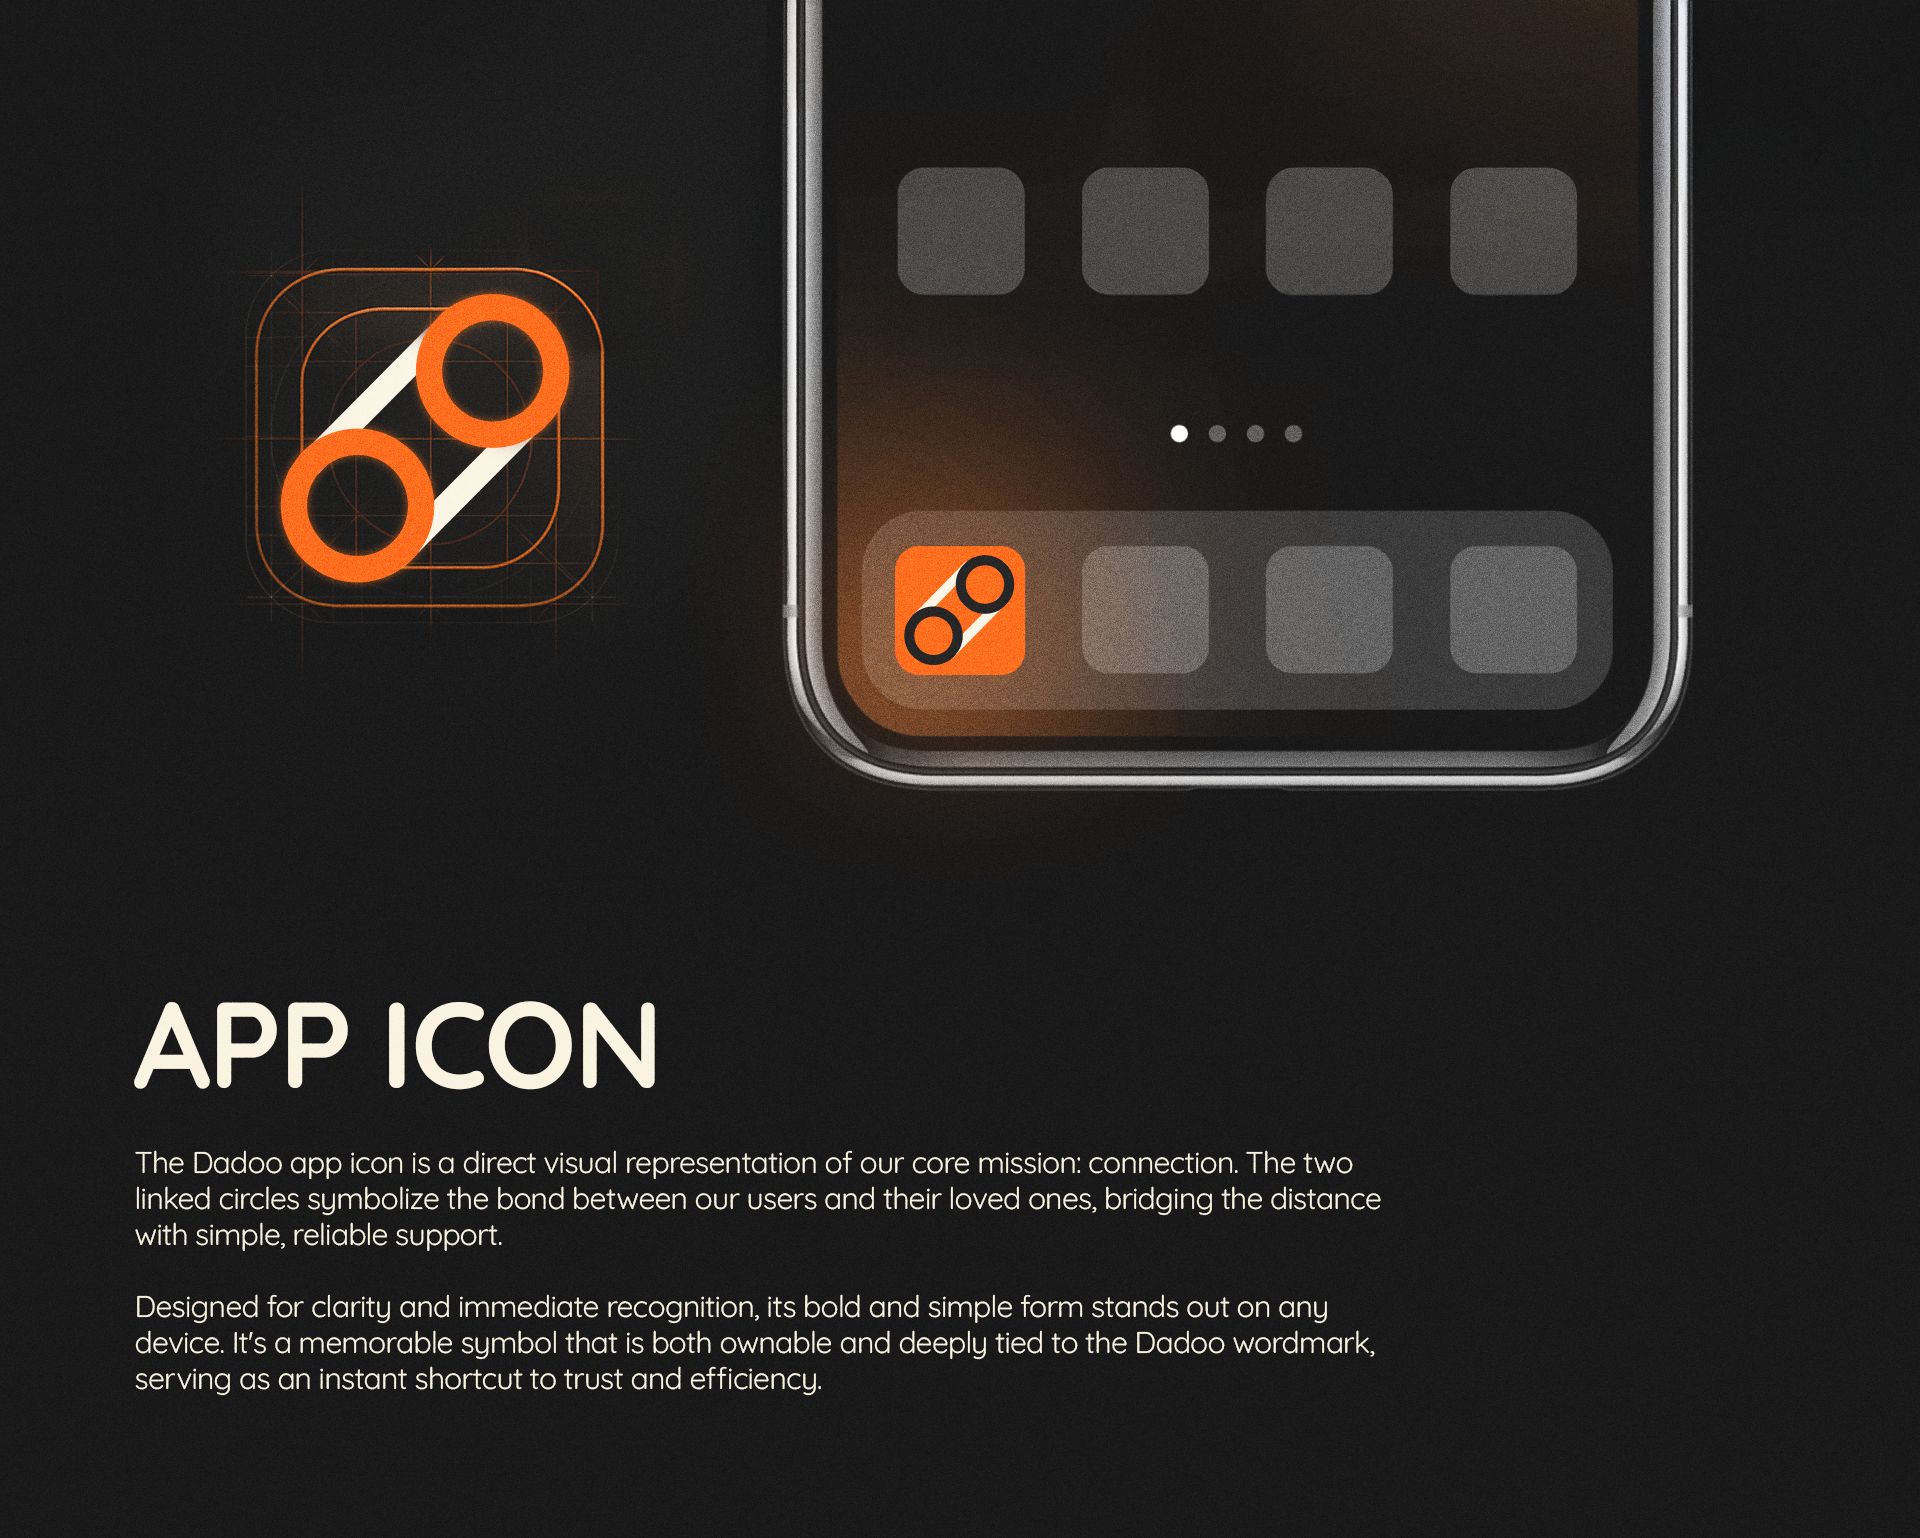 APP ICON
The Dadoo app icon is a direct visual representation of our core mission: connection. The two
linked circles symbolize the bond between our users and their loved ones, bridging the distance
with simple, reliable support.
Designed for clarity and immediate recognition, its bold and simple form stands out on any
device. It's a memorable symbol that is both ownable and deeply tied to the Dadoo wordmark,
serving as an instant shortcut to trust and efficiency.